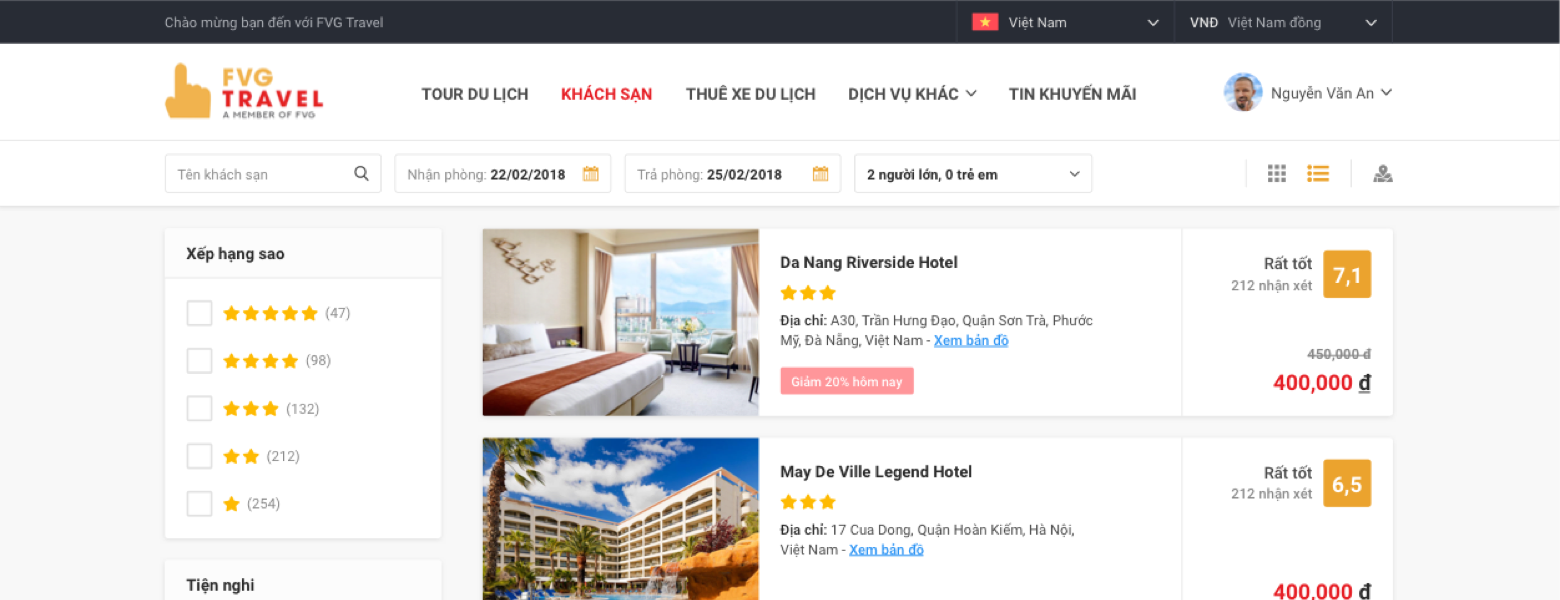 Chào mừng bạn đến với FVG Travel
Việt Nam
VNĐ Việt Nam đồng
FVG
TRAVEL
A MEMBER OF FVG
TOUR DU LỊCH
KHÁCH SẠN
THUÊ XE DU LỊCH
DỊCH VỤ KHÁC
TIN KHUYẾN MÃI
Nguyễn Văn An
Tên khách sạn
Nhận phòng: 22/02/2018
Trả phòng: 25/02/2018
2 người lớn, 0 trẻ em
Xếp hạng sao
(47)
(98)
(132)
(212)
(254)
Tiện nghi
Da Nang Riverside Hotel
Địa chỉ: A30, Trần Hưng Đạo, Quận Sơn Trà, Phước
Mỹ, Đà Nẵng, Việt Nam - Xem bản đồ
Giảm 20% hôm nay
Rất tốt
212 nhận xét
7,1
450,000 đ
400,000 ₫
May De Ville Legend Hotel
Địa chỉ: 17 Cua Dong, Quận Hoàn Kiếm, Hà Nội,
Việt Nam - Xem bản đồ
Rất tốt
212 nhận xét
6,5
400,000 ₫